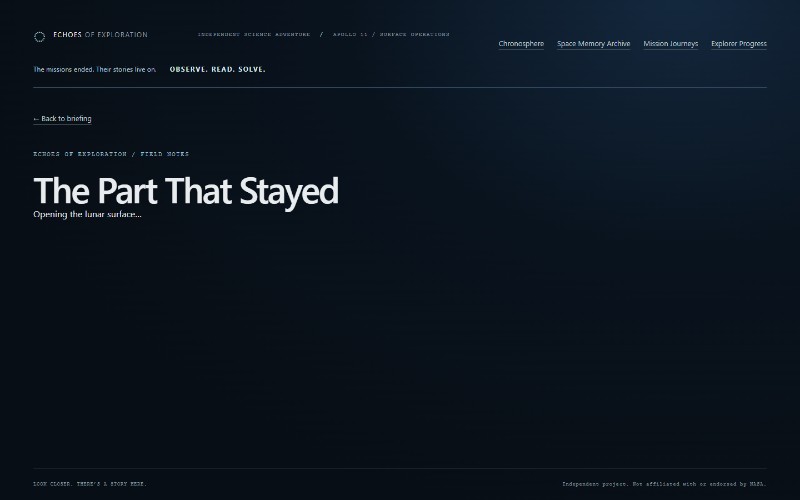 ECHOES OF EXPLORATION
INDEPENDENT SCIENCE ADVENTURE / APOLLO 11 / SURFACE OPERATIONS
Chronosphere Space Memory Archive Mission Journeys Explorer Progress
The missions ended. Their stories live on. OBSERVE. READ. SOLVE.
← Back to briefing
ECHOES OF EXPLORATION / FIELD NOTES
The Part That Stayed
Opening the lunar surface…
LOOK CLOSER. THERE'S A STORY HERE.
Independent project. Not affiliated with or endorsed by NASA.